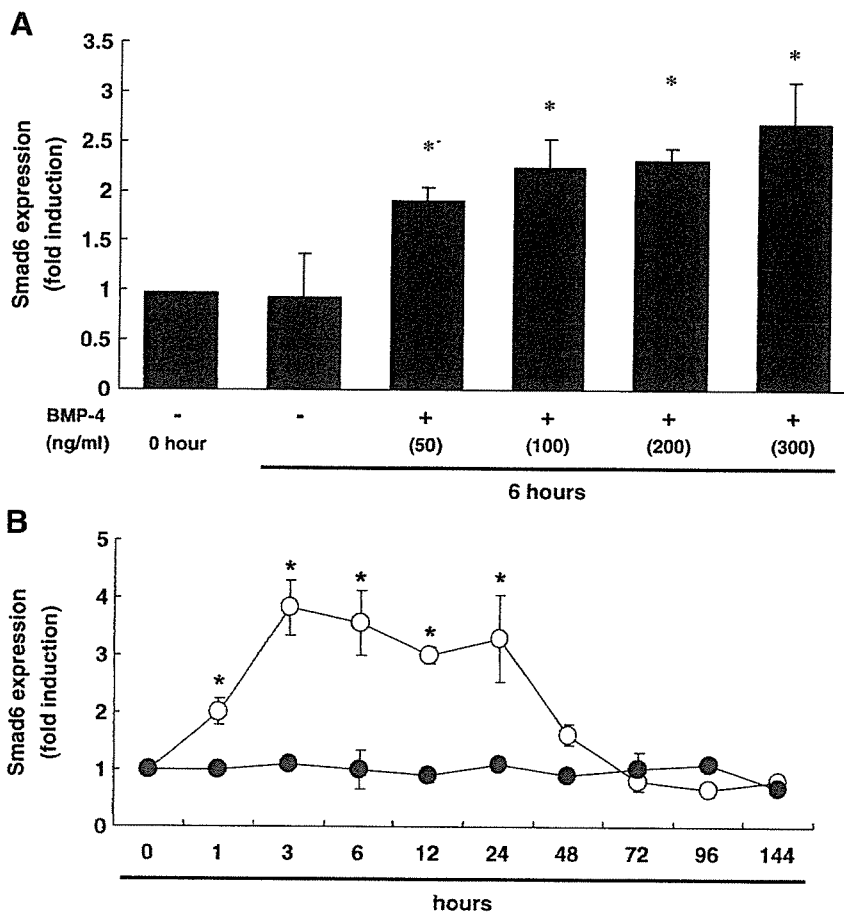 A
Smad6 expression
(fold induction)
3.5
3
2.5
2
1.5
1
0.5
0
* * * * 
BMP-4 - - + + + +
(ng/ml) 0 hour (50) (100) (200) (300)
6 hours
B
Smad6 expression
(fold induction)
5
4
3
2
1
0
* * * * *
0 1 3 6 12 24 48 72 96 144
hours